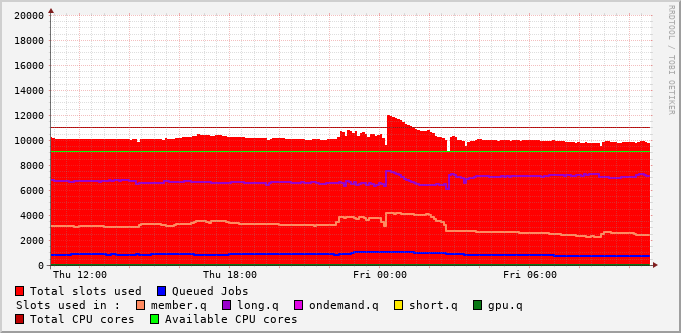 20000
18000
16000
14000
12000
10000
8000
6000
4000
2000
0
Thu 12:00 Thu 18:00 Fri 00:00 Fri 06:00
RRDTOOL / TOBI OETIKER
Total slots used Queued Jobs
Slots used in : member.q long.q ondemand.q short.q gpu.q
Total CPU cores Available CPU cores